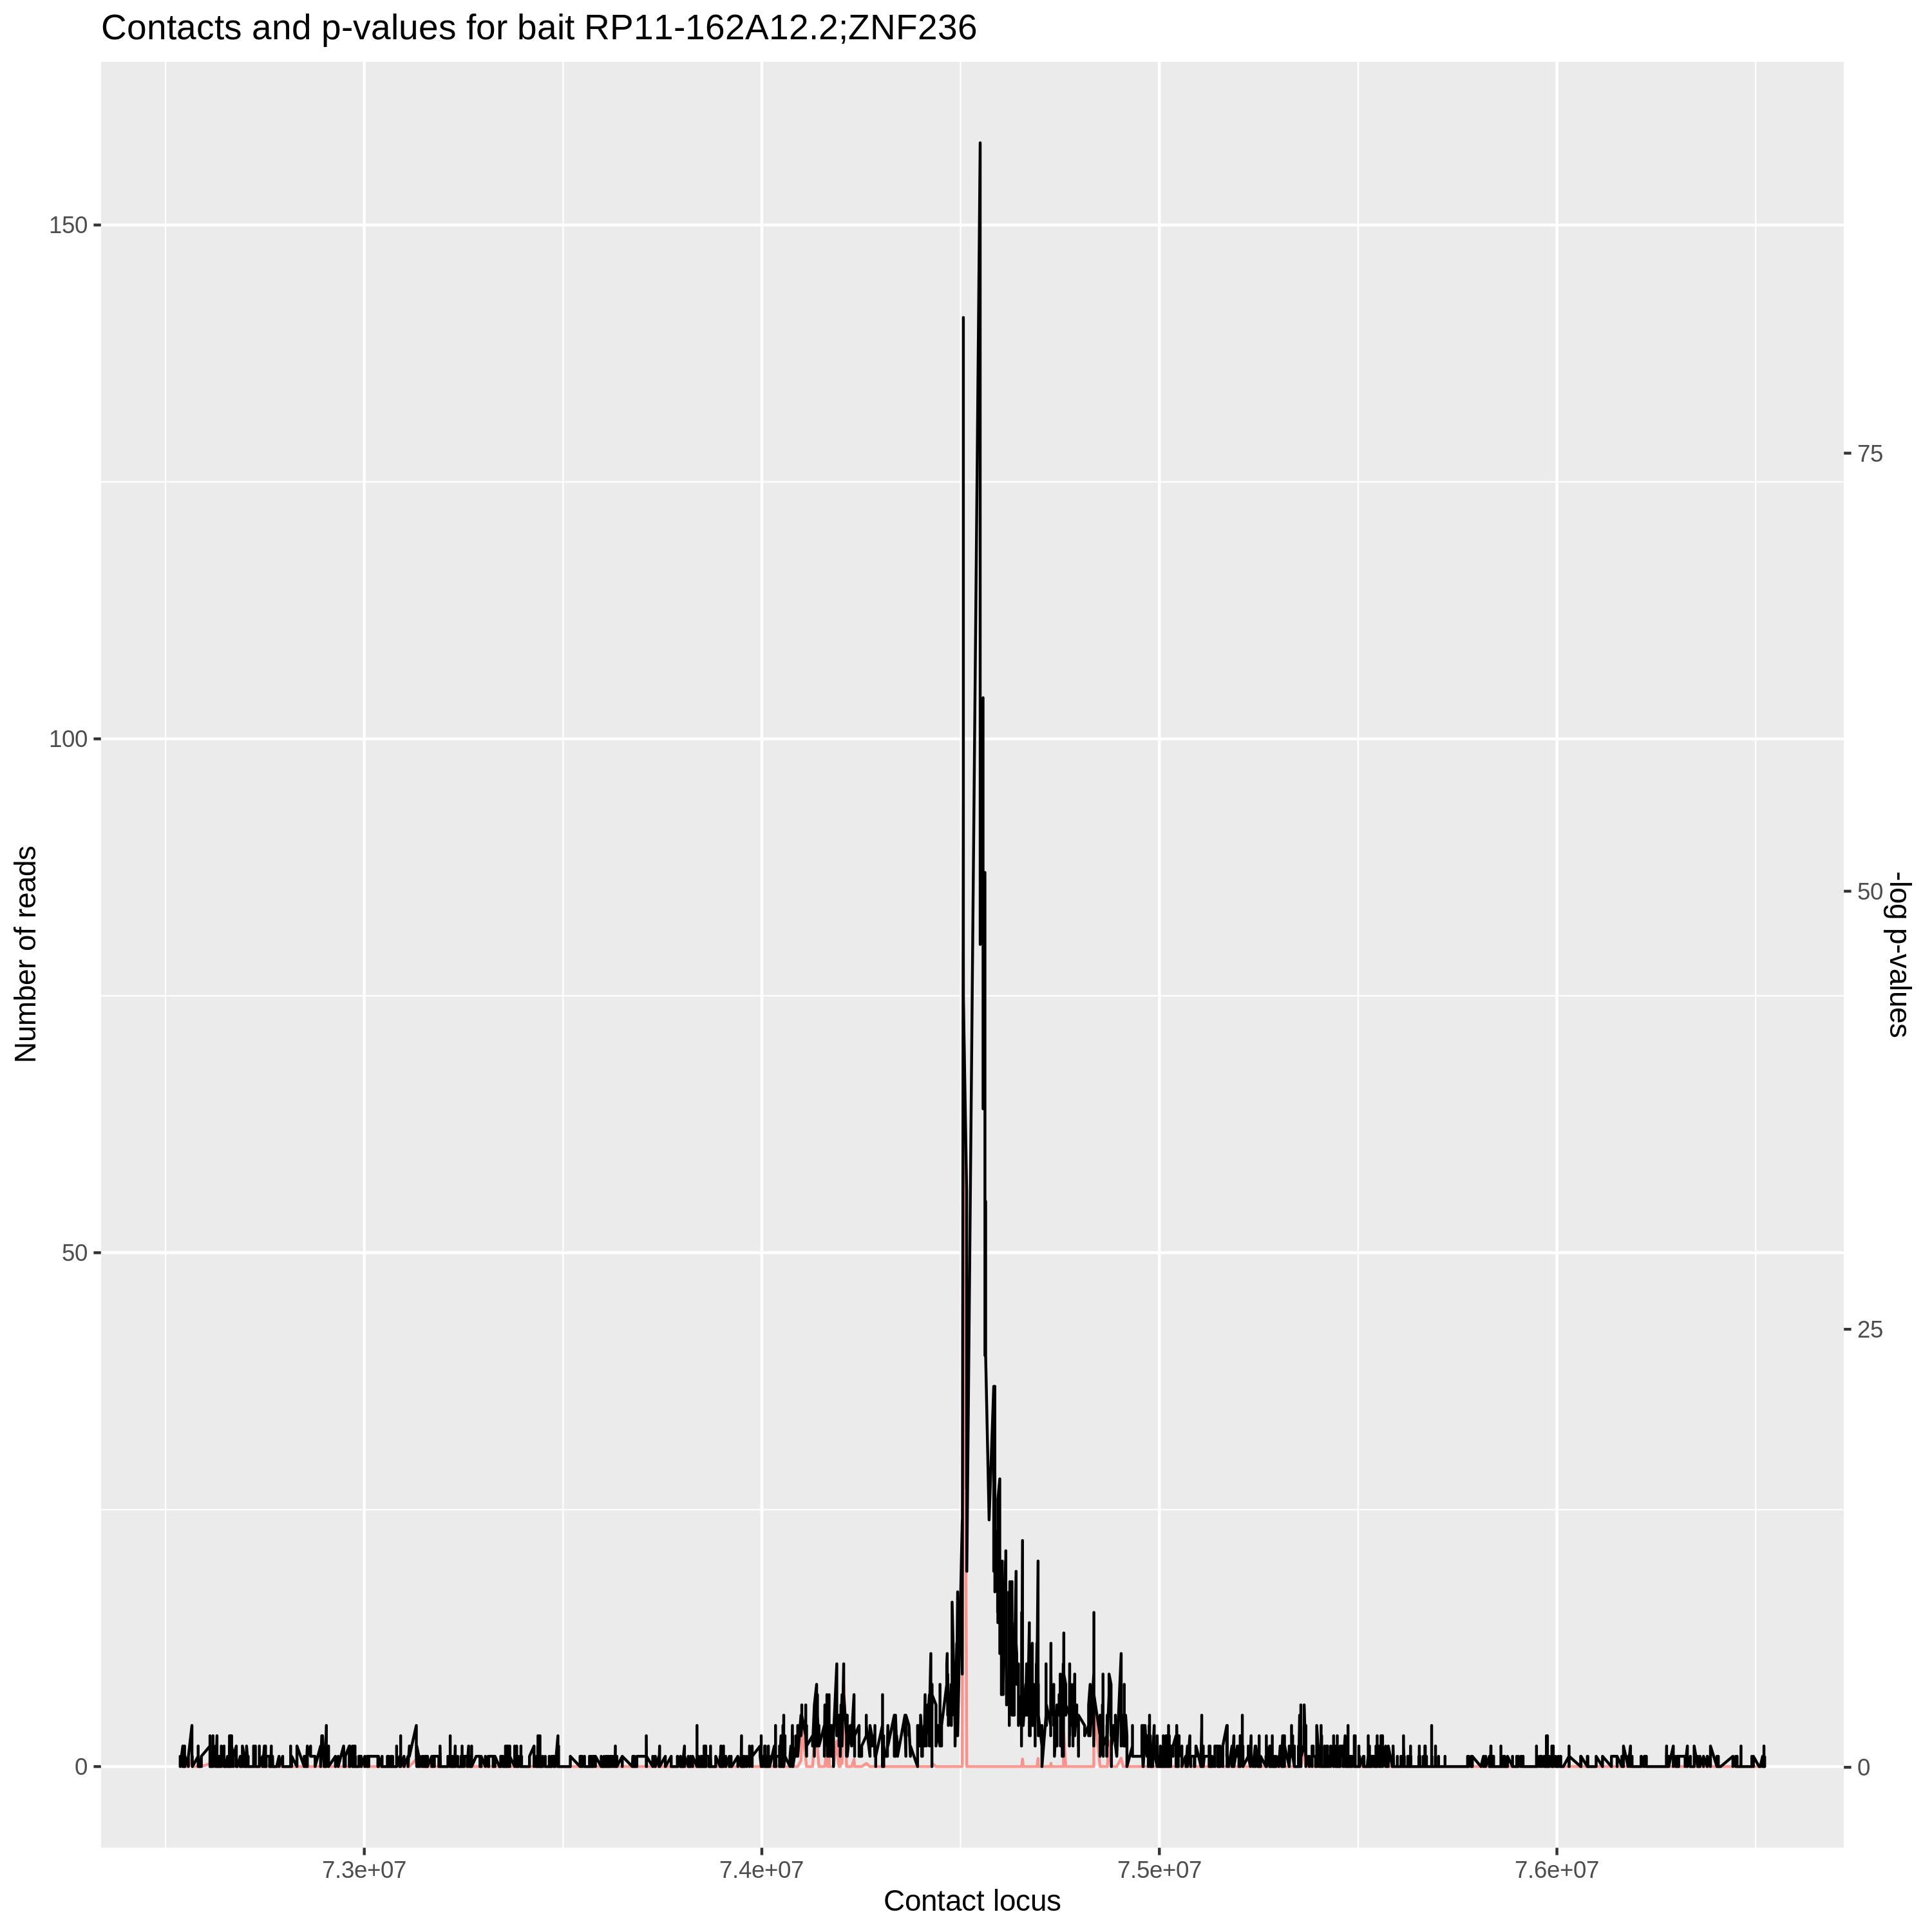 Contacts and p-values for bait RP11-162A12.2;ZNF236
150
100
50
0
Number of reads
75
50
25
0
-log p-values
7.3e+07
7.4e+07
7.5e+07
7.6e+07
Contact locus